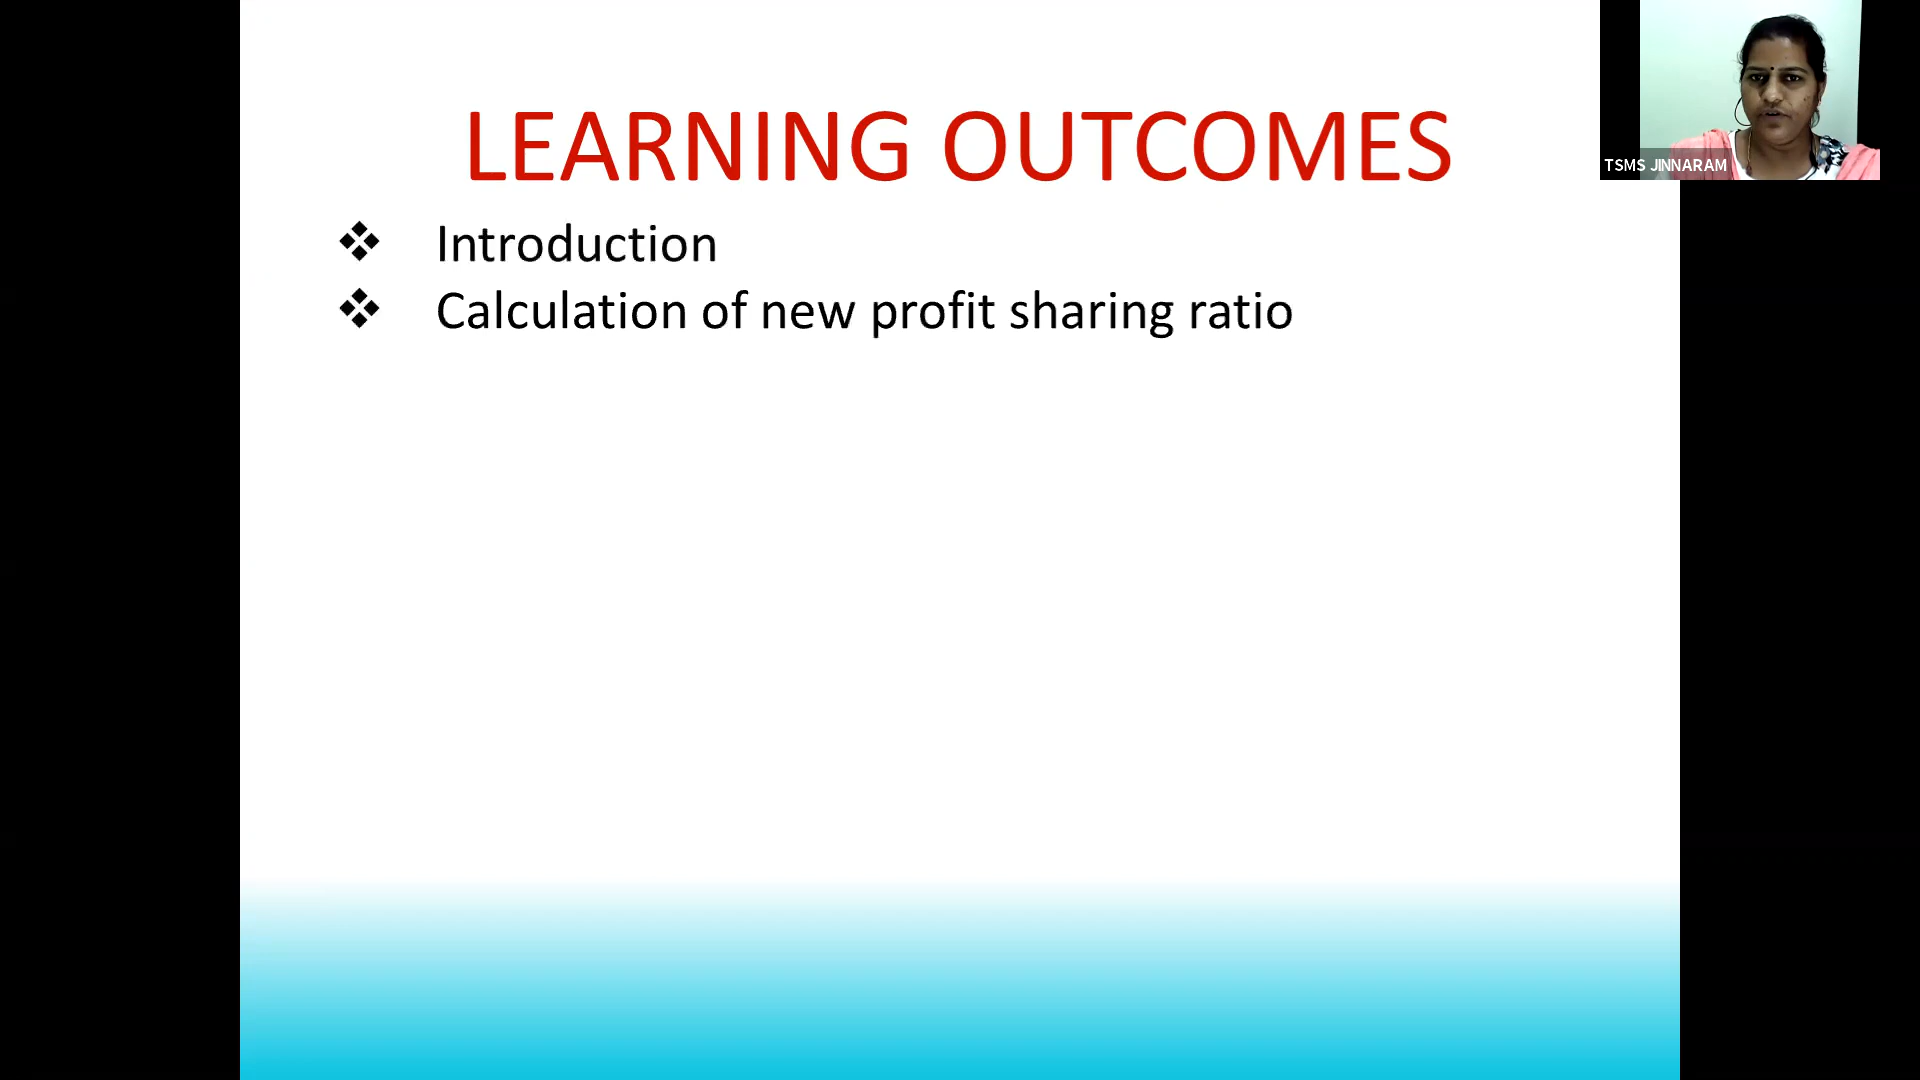 LEARNING OUTCOMES
TSMS JINNARAM
❖ Introduction
❖ Calculation of new profit sharing ratio